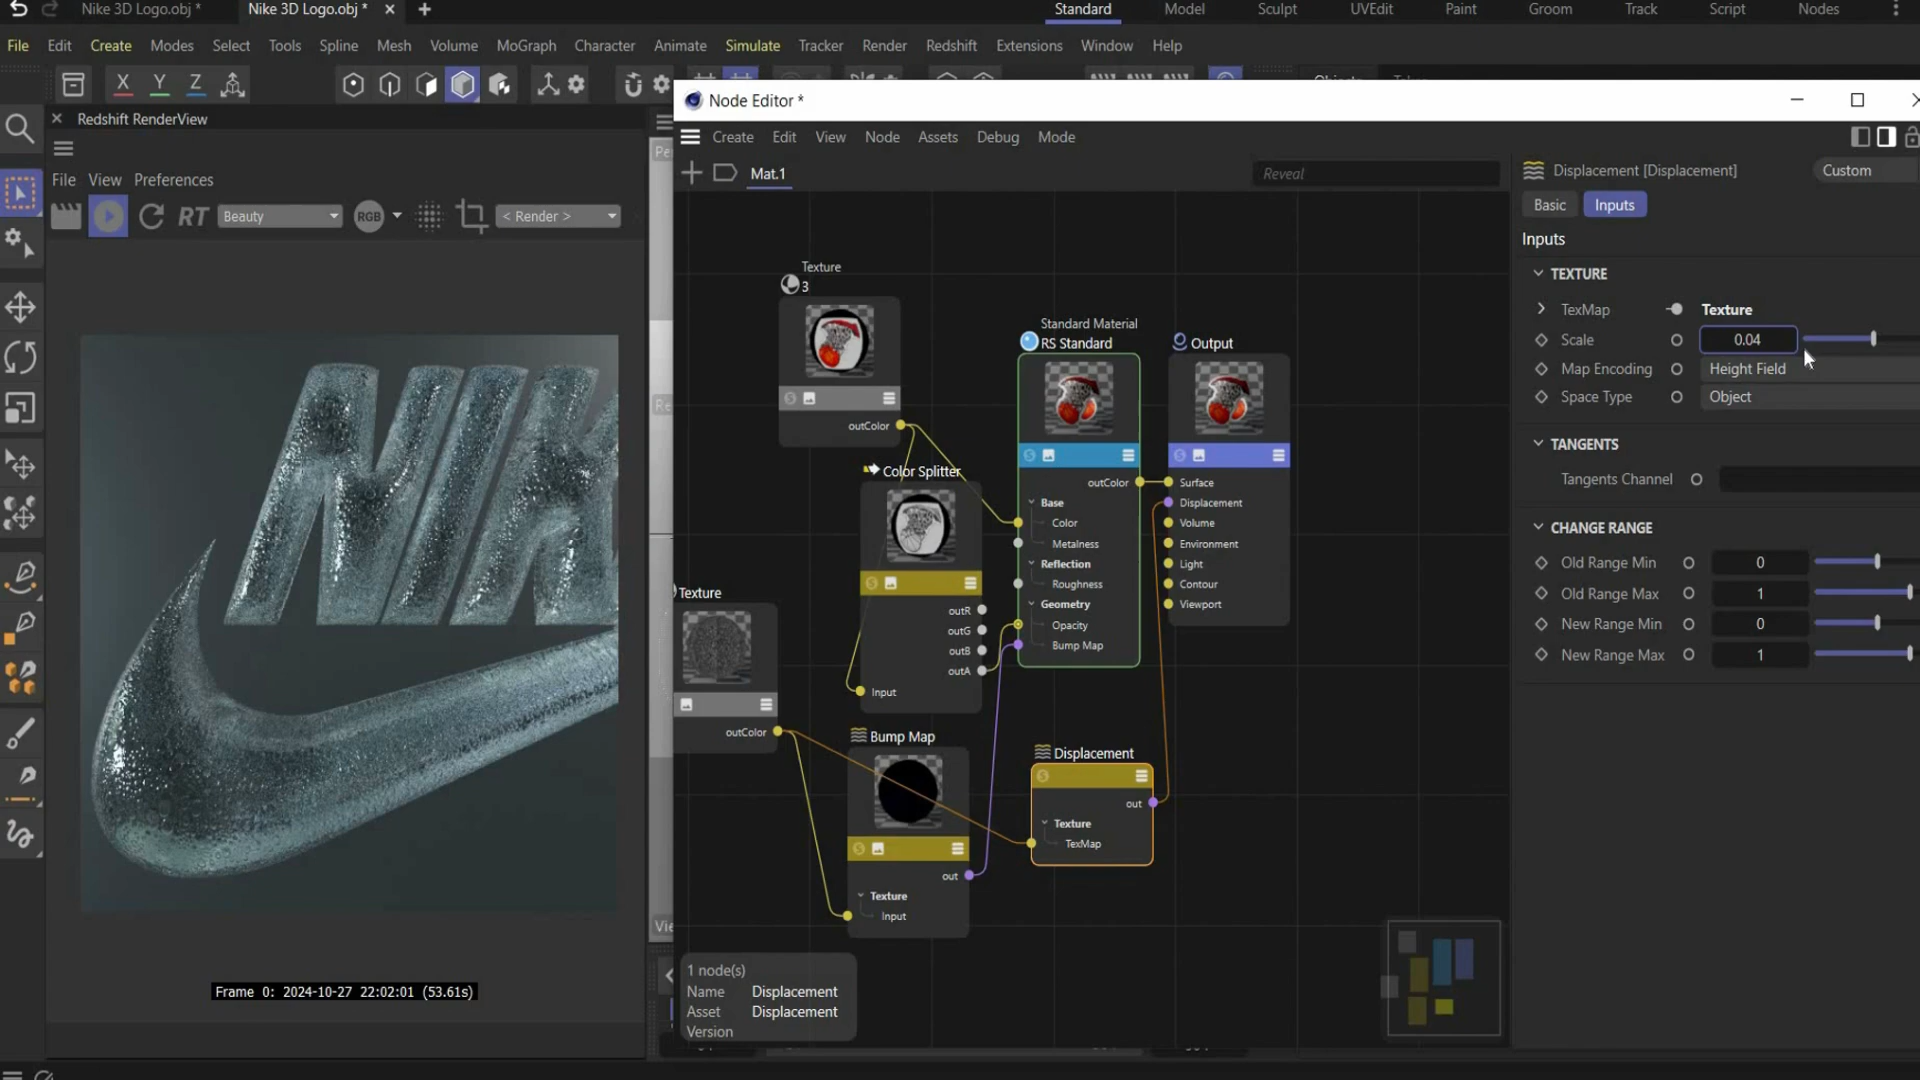 Nike 3D Logo.obj *
Nike 3D Logo.obj *
Standard
Model
Sculpt
UVEdit
Paint
Groom
Track
Script
Nodes
File Edit Create Modes Select Tools Spline Mesh Volume MoGraph Character Animate Simulate Tracker Render Redshift Extensions Window Help
X Y Z
Node Editor *
Redshift RenderView
Create Edit View Node Assets Debug Mode
Mat.1
Reveal
File View Preferences
RT
Beauty
RGB
< Render >
NIK
Frame 0: 2024-10-27 22:02:01 (53.61s)
Texture
3
outColor
Color Splitter
outR
outG
outB
outA
Input
Texture
outColor
Bump Map
out
Texture
Input
Standard Material
RS Standard
outColor
Base
Color
Metalness
Reflection
Roughness
Geometry
Opacity
Bump Map
Output
Surface
Displacement
Volume
Environment
Light
Contour
Viewport
Displacement
out
Texture
TexMap
1 node(s)
Name Displacement
Asset Displacement
Version
Displacement [Displacement]
Custom
Basic
Inputs
Inputs
TEXTURE
TexMap Texture
Scale 0.04
Map Encoding Height Field
Space Type Object
TANGENTS
Tangents Channel
CHANGE RANGE
Old Range Min 0
Old Range Max 1
New Range Min 0
New Range Max 1